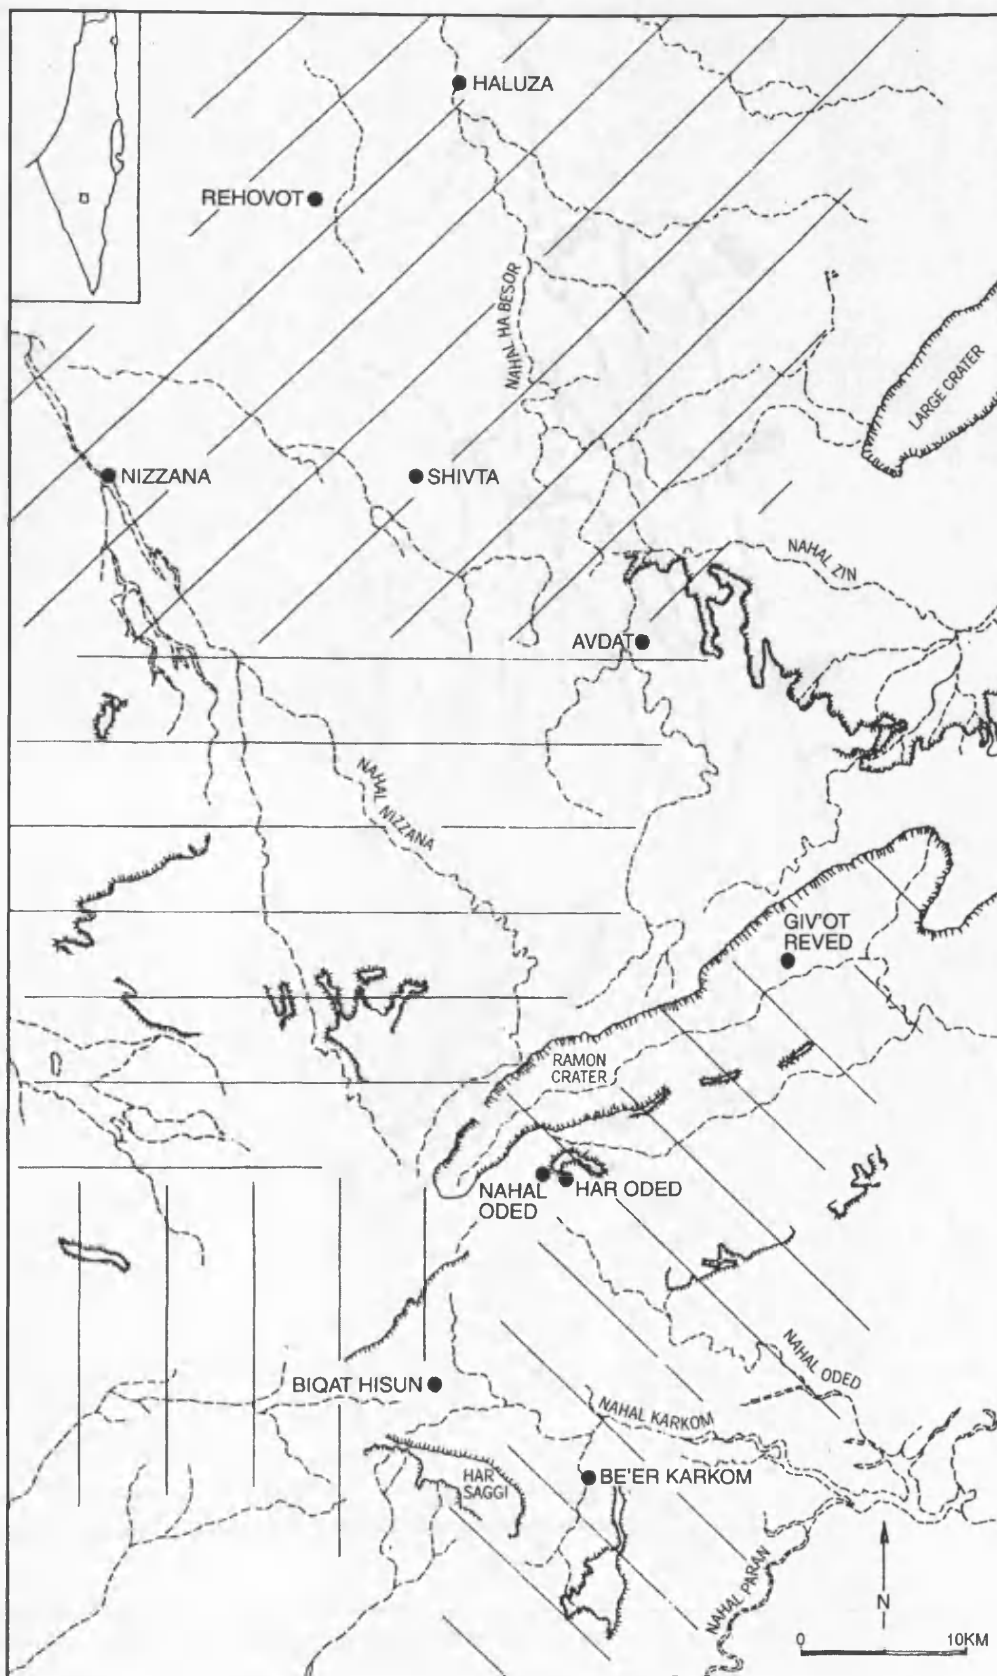 HALUZA
REHOVOT
NAHAL HA BESOR
LARGE CRATER
NIZZANA
SHIVTA
NAHAL ZIN
AVDAT
NAHAL NIZZANA
GIV'OT
REVED
RAMON
CRATER
NAHAL
ODED
HAR ODED
NAHAL ODED
BIQAT HISUN
NAHAL KARKOM
HAR
SAGGI
BE'ER KARKOM
NAHAL PARAN
N
0 10KM